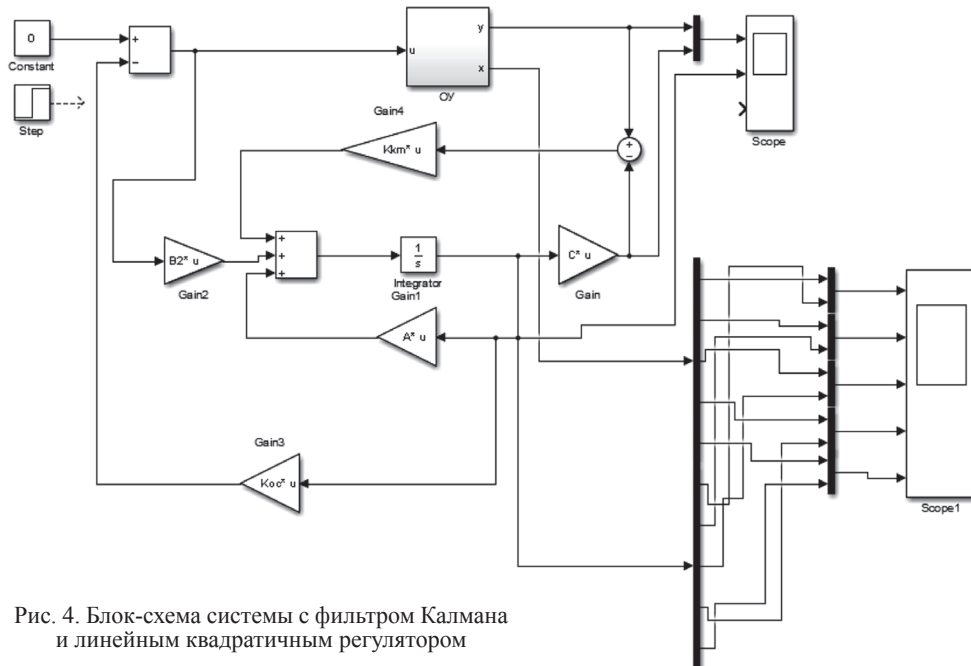 0
Constant
Step
+
−
u
y
x
ОУ
Scope
Gain4
Kkm* u
+
−
B2* u
Gain2
+
+
+
1
s
Integrator
Gain1
C* u
Gain
A* u
Gain3
Koc* u
Scope1
Рис. 4. Блок-схема системы с фильтром Калмана
и линейным квадратичным регулятором